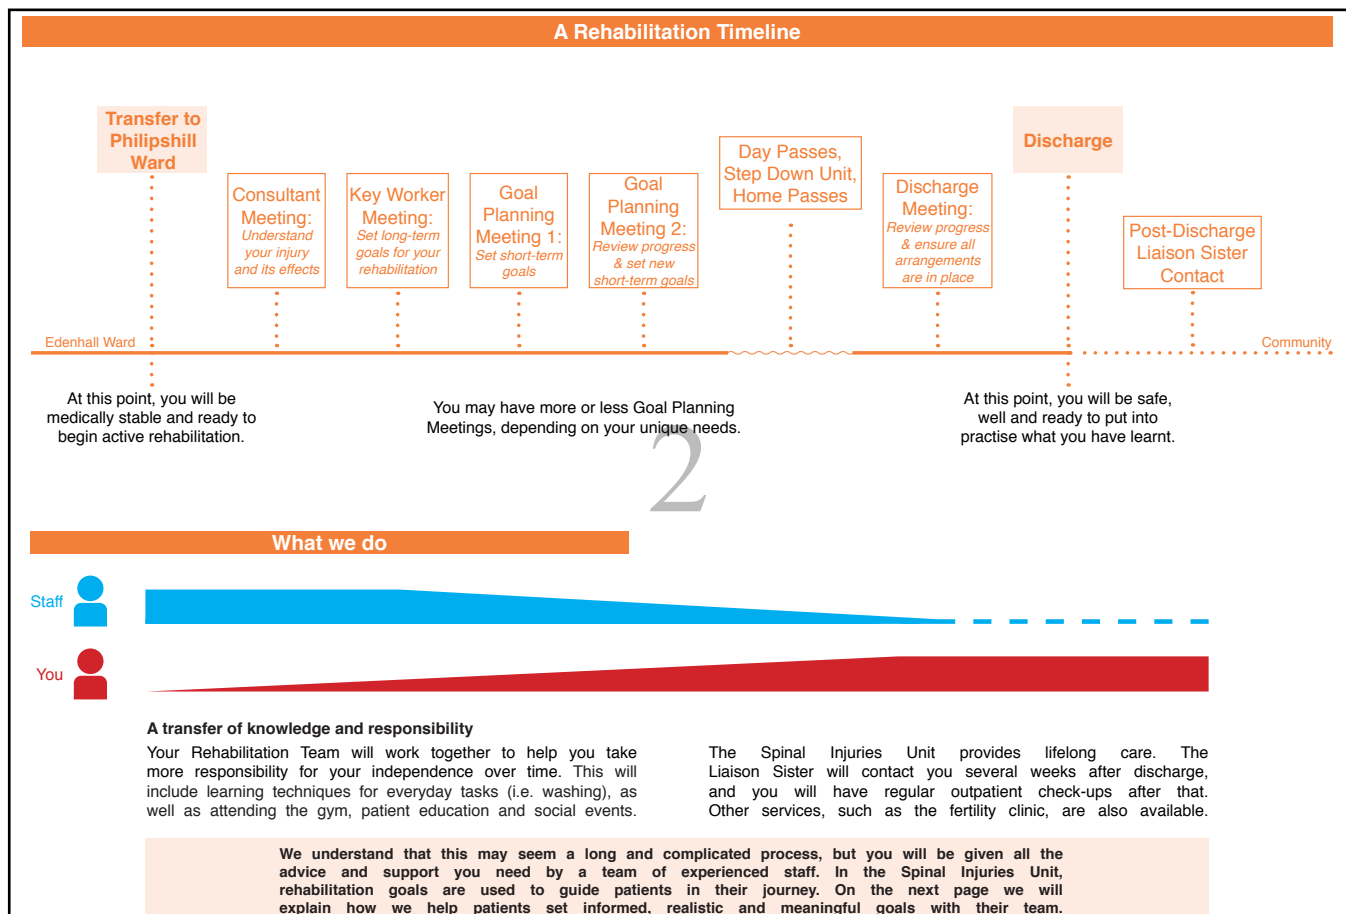 A Rehabilitation Timeline
Transfer to
Philipshill
Ward
Consultant
Meeting:
Understand
your injury
and its effects
Key Worker
Meeting:
Set long-term
goals for your
rehabilitation
Goal
Planning
Meeting 1:
Set short-term
goals
Goal
Planning
Meeting 2:
Review progress
& set new
short-term goals
Day Passes,
Step Down Unit,
Home Passes
Discharge
Meeting:
Review progress
& ensure all
arrangements
are in place
Discharge
Post-Discharge
Liaison Sister
Contact
Edenhall Ward
Community
At this point, you will be
medically stable and ready to
begin active rehabilitation.
You may have more or less Goal Planning
Meetings, depending on your unique needs.
At this point, you will be safe,
well and ready to put into
practise what you have learnt.
2
What we do
Staff
You
A transfer of knowledge and responsibility
Your Rehabilitation Team will work together to help you take
more responsibility for your independence over time. This will
include learning techniques for everyday tasks (i.e. washing), as
well as attending the gym, patient education and social events.
The Spinal Injuries Unit provides lifelong care. The
Liaison Sister will contact you several weeks after discharge,
and you will have regular outpatient check-ups after that.
Other services, such as the fertility clinic, are also available.
We understand that this may seem a long and complicated process, but you will be given all the
advice and support you need by a team of experienced staff. In the Spinal Injuries Unit,
rehabilitation goals are used to guide patients in their journey. On the next page we will
explain how we help patients set informed, realistic and meaningful goals with their team.